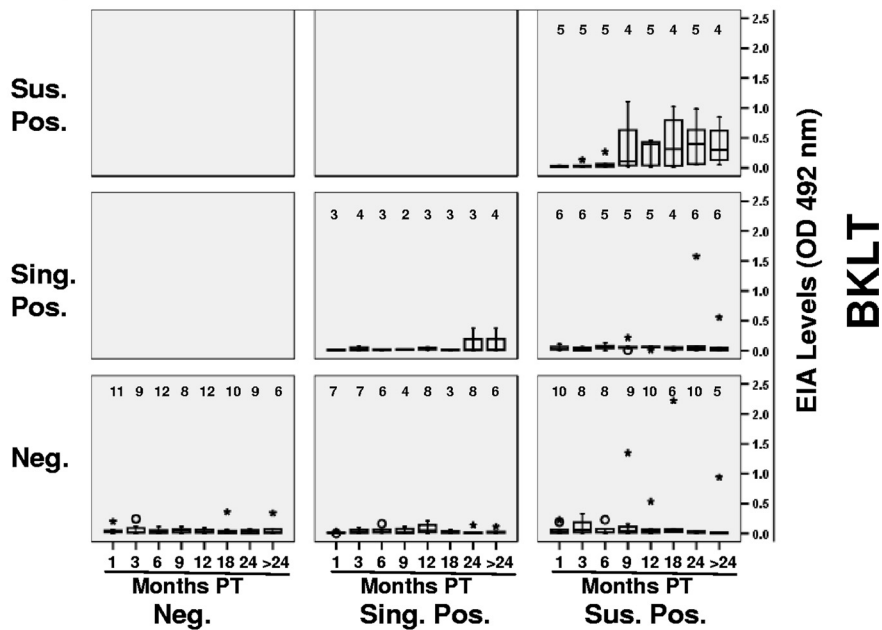 Sus. Pos.
5 5 5 4 5 4 5 4
2.5
2.0
1.5
1.0
0.5
0.0
Sing. Pos.
3 4 3 2 3 3 3 4
6 6 5 5 5 4 6 6
2.5
2.0
1.5
1.0
0.5
0.0
Neg.
11 9 12 8 12 10 9 6
7 7 6 4 8 3 8 6
10 8 8 9 10 6 10 5
2.5
2.0
1.5
1.0
0.5
0.0
EIA Levels (OD 492 nm)
BKLT
1 3 6 9 12 18 24 >24
1 3 6 9 12 18 24 >24
1 3 6 9 12 18 24 >24
Months PT
Months PT
Months PT
Neg.
Sing. Pos.
Sus. Pos.